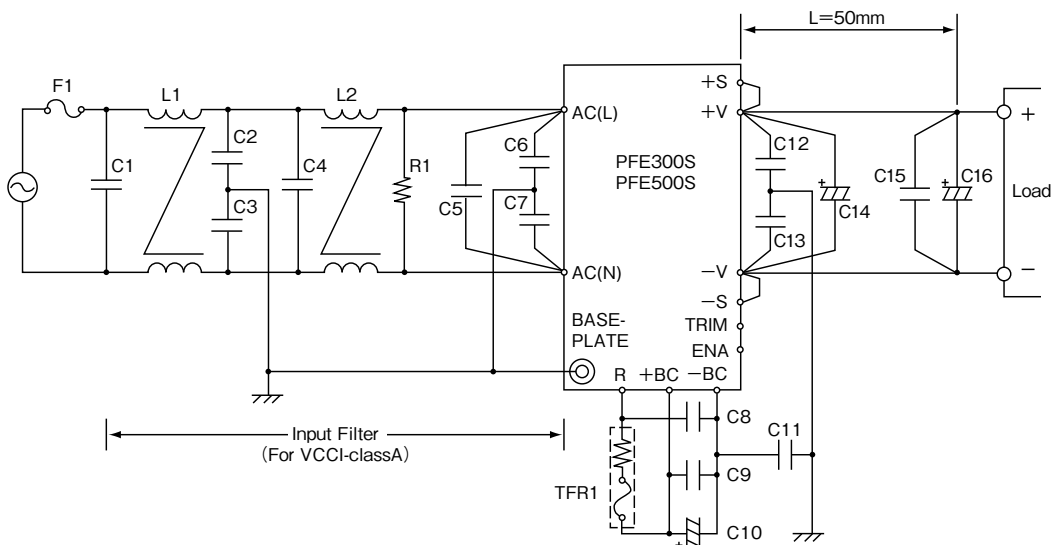 L=50mm
F1
L1
L2
+S
AC(L)
+V
C2
C6
C12
PFE300S
PFE500S
C1
C4
R1
C15
+
C16
+
+
Load
C3
C5
C7
C14
C13
AC(N)
−V
−
−S
BASE-
PLATE
TRIM
ENA
R
+BC
−BC
C8
C11
Input Filter
(For VCCI-classA)
C9
TFR1
C10
+